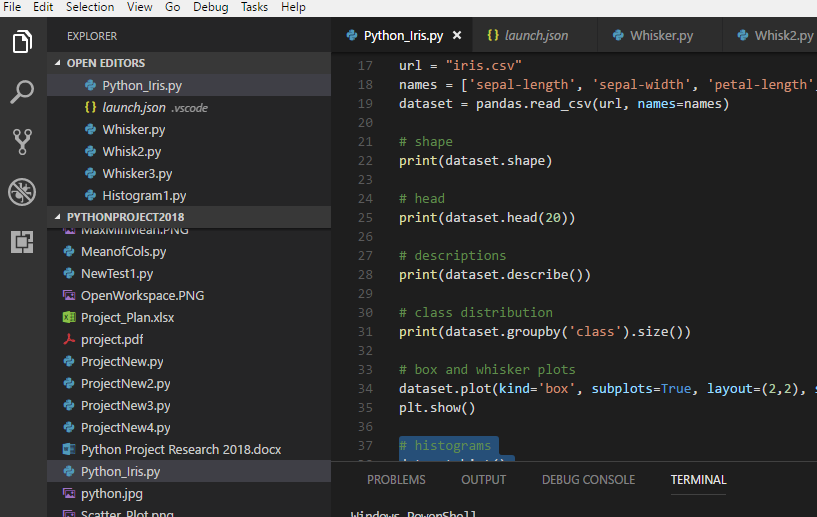 File Edit Selection View Go Debug Tasks Help
EXPLORER
OPEN EDITORS
Python_Iris.py
{} launch.json .vscode
Whisker.py
Whisk2.py
Whisker3.py
Histogram1.py
PYTHONPROJECT2018
MaxMinMean.PNG
MeanofCols.py
NewTest1.py
OpenWorkspace.PNG
Project_Plan.xlsx
project.pdf
ProjectNew.py
ProjectNew2.py
ProjectNew3.py
ProjectNew4.py
Python Project Research 2018.docx
Python_Iris.py
python.jpg
Scatter_Plot.png
Python_Iris.py × {} launch.json Whisker.py Whisk2.py
17 url = "iris.csv"
18 names = ['sepal-length', 'sepal-width', 'petal-length',
19 dataset = pandas.read_csv(url, names=names)
20
21 # shape
22 print(dataset.shape)
23
24 # head
25 print(dataset.head(20))
26
27 # descriptions
28 print(dataset.describe())
29
30 # class distribution
31 print(dataset.groupby('class').size())
32
33 # box and whisker plots
34 dataset.plot(kind='box', subplots=True, layout=(2,2), s
35 plt.show()
36
37 # histograms
38 dataset.hist()
PROBLEMS OUTPUT DEBUG CONSOLE TERMINAL
Windows PowerShell